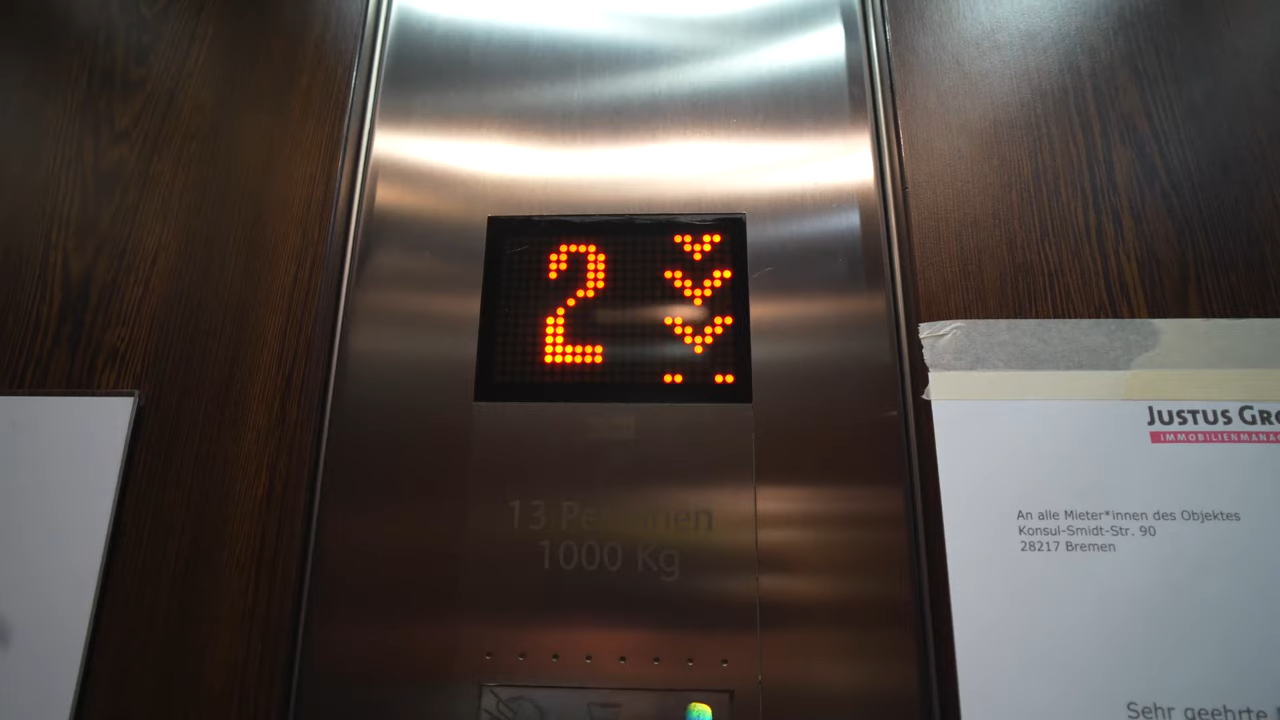 2
13 Personen
1000 Kg
JUSTUS GRO
IMMOBILIENMANAG
An alle Mieter*innen des Objektes
Konsul-Smidt-Str. 90
28217 Bremen
Sehr geehrte